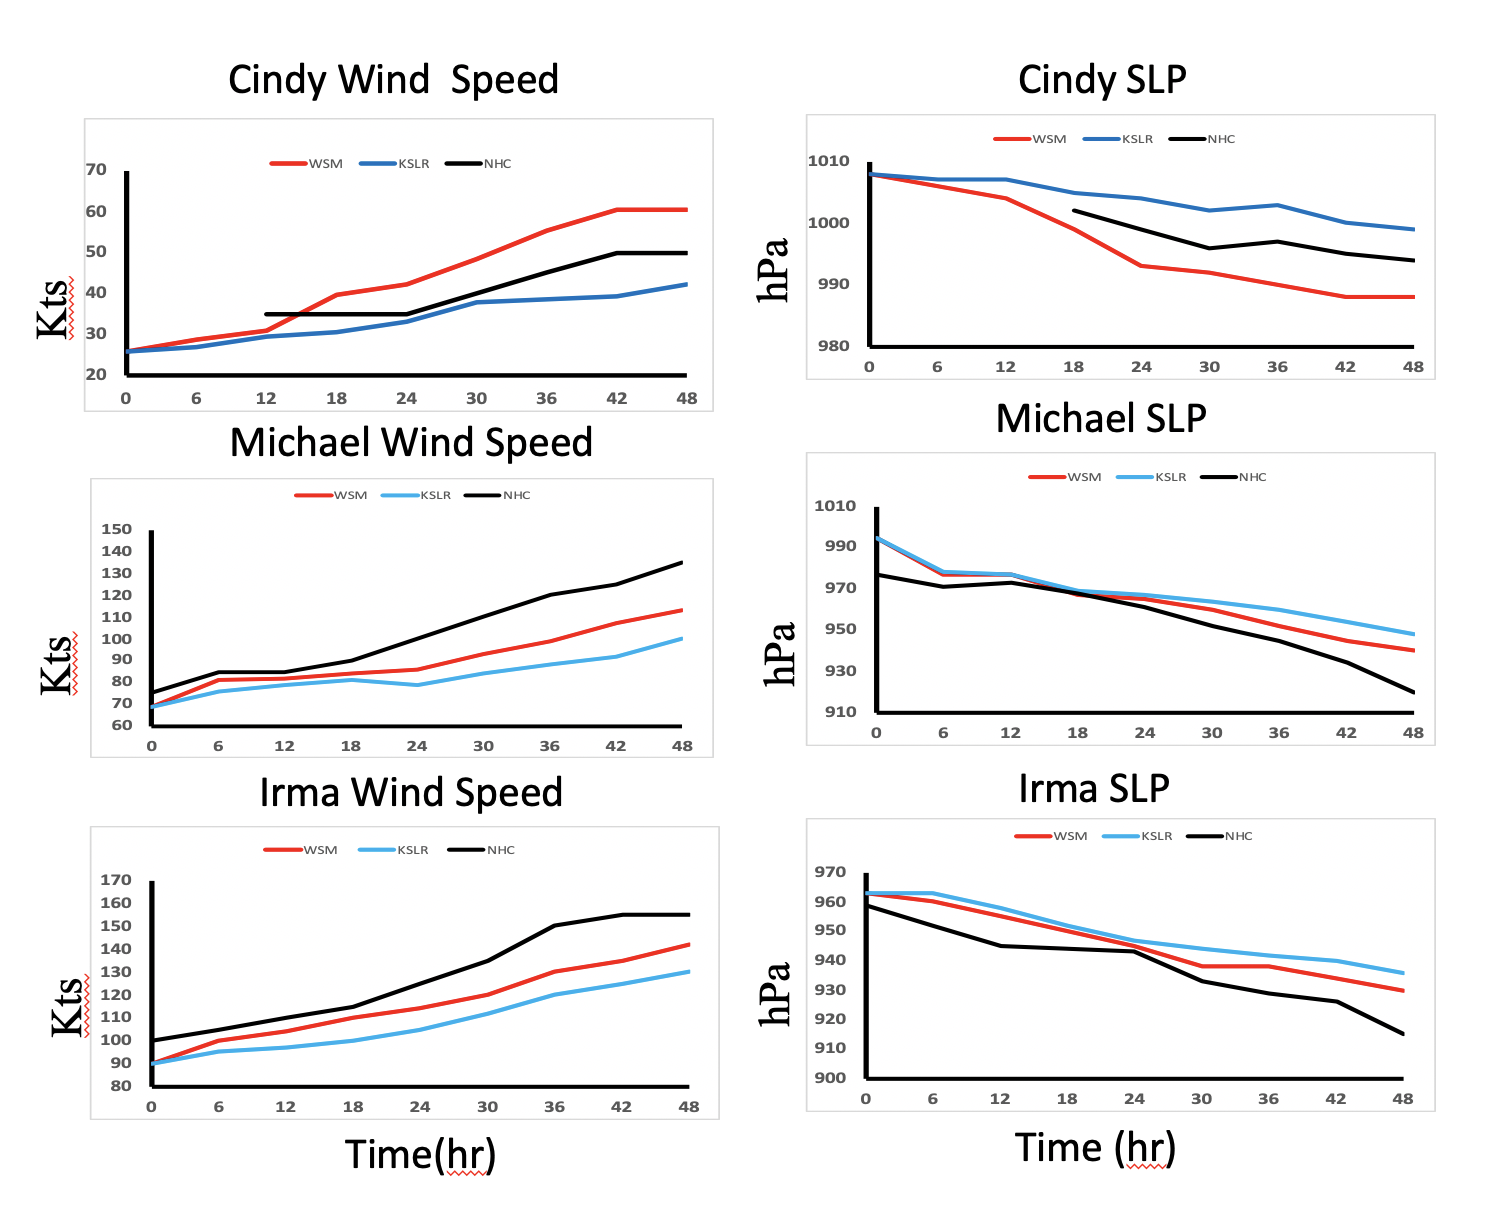 Cindy Wind  Speed
WSM KSLR NHC
70
60
50
40
30
20
0 6 12 18 24 30 36 42 48
Kts
Cindy SLP
WSM KSLR NHC
1010
1000
990
980
0 6 12 18 24 30 36 42 48
hPa
Michael Wind Speed
WSM KSLR NHC
150
140
130
120
110
100
90
80
70
60
0 6 12 18 24 30 36 42 48
Kts
Michael SLP
WSM KSLR NHC
1010
990
970
950
930
910
0 6 12 18 24 30 36 42 48
hPa
Irma Wind Speed
WSM KSLR NHC
170
160
150
140
130
120
110
100
90
80
0 6 12 18 24 30 36 42 48
Kts
Time(hr)
Irma SLP
WSM KSLR NHC
970
960
950
940
930
920
910
900
0 6 12 18 24 30 36 42 48
hPa
Time (hr)